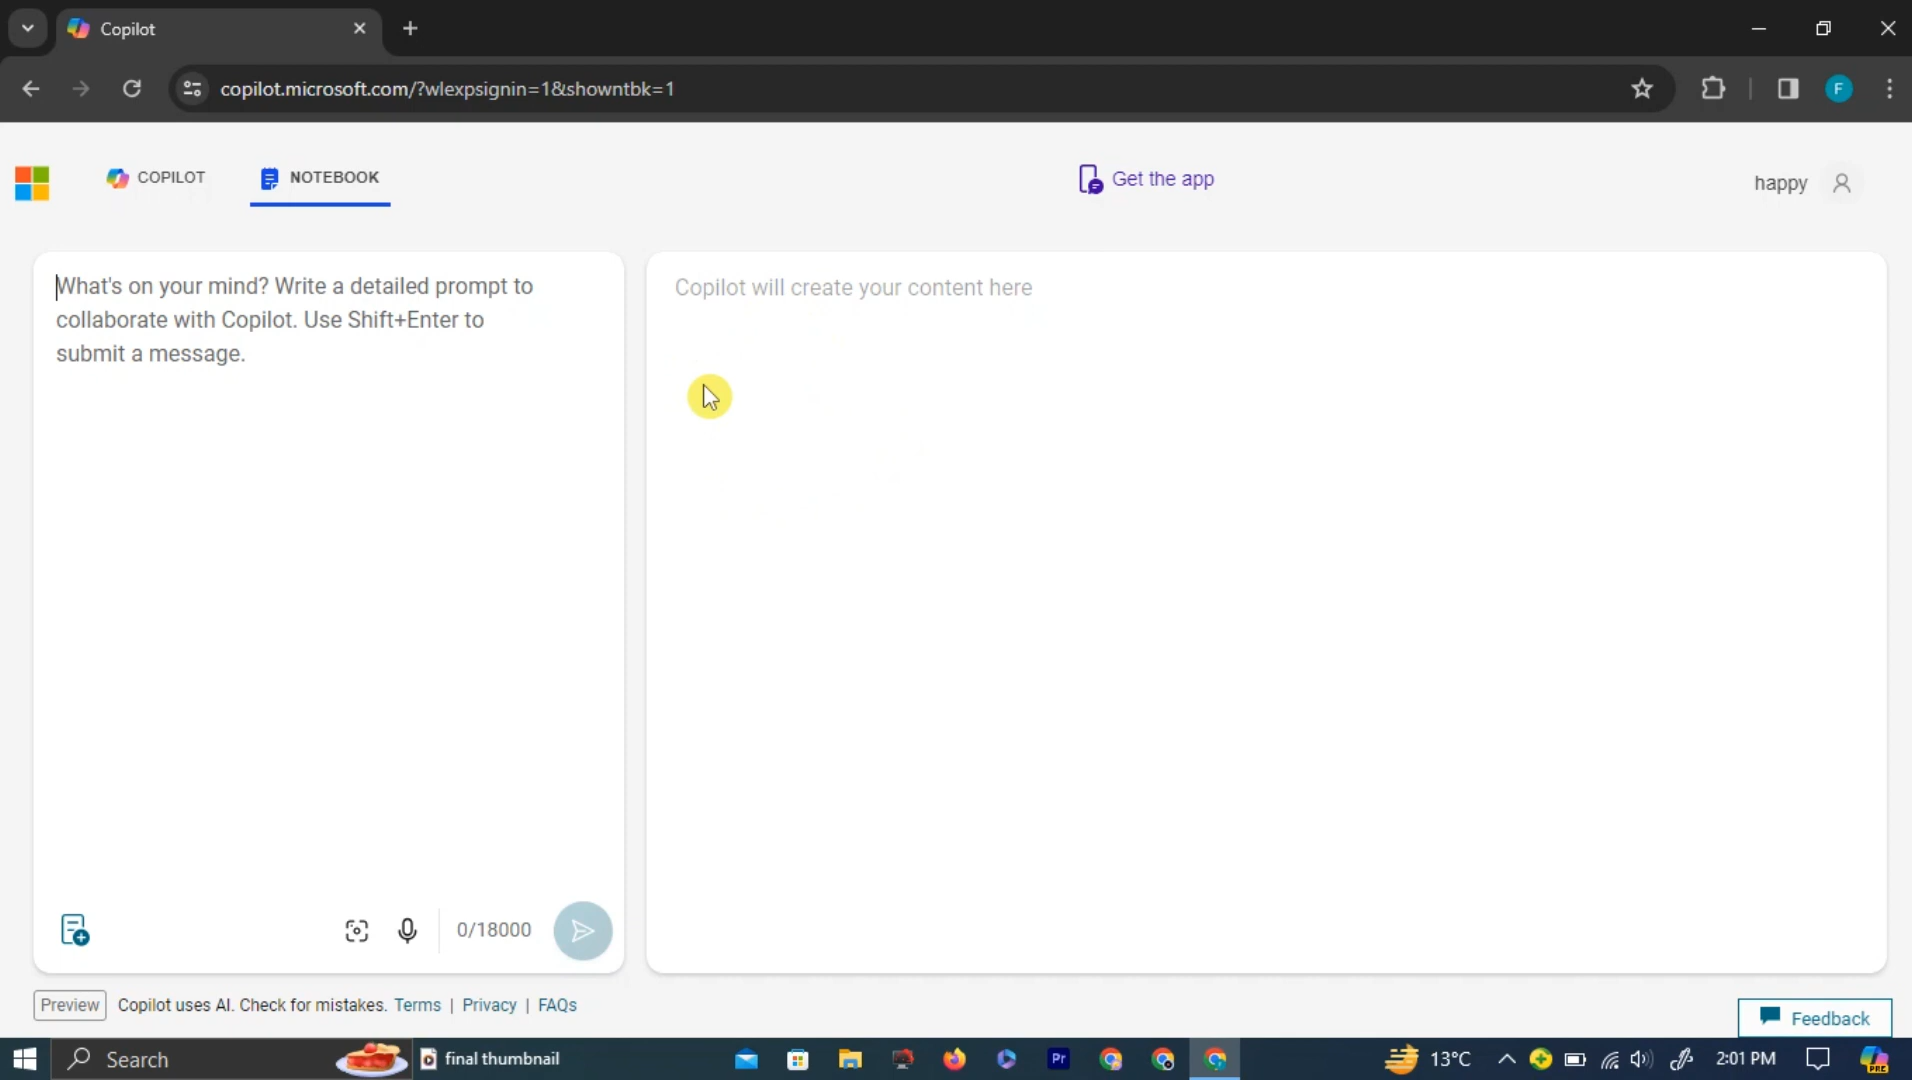 Copilot
copilot.microsoft.com/?wlexpsignin=1&showntbk=1
F
COPILOT
NOTEBOOK
Get the app
happy
What's on your mind? Write a detailed prompt to
collaborate with Copilot. Use Shift+Enter to
submit a message.
Copilot will create your content here
0/18000
Preview
Copilot uses AI. Check for mistakes. Terms | Privacy | FAQs
Feedback
Search
final thumbnail
Pr
13°C
2:01 PM
PRE